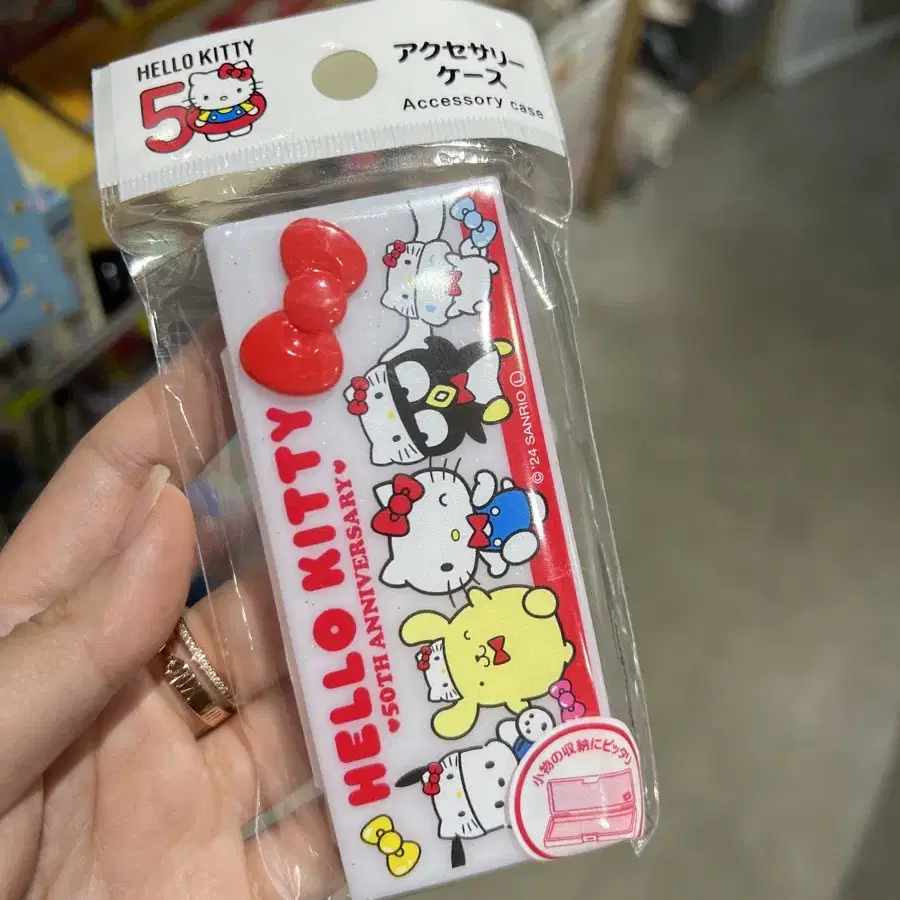 HELLO KITTY
50
アクセサリー
ケース
Accessory case
HELLO KITTY
♥50TH ANNIVERSARY♥
©'24 SANRIO Ⓛ
小物の収納にピッタリ